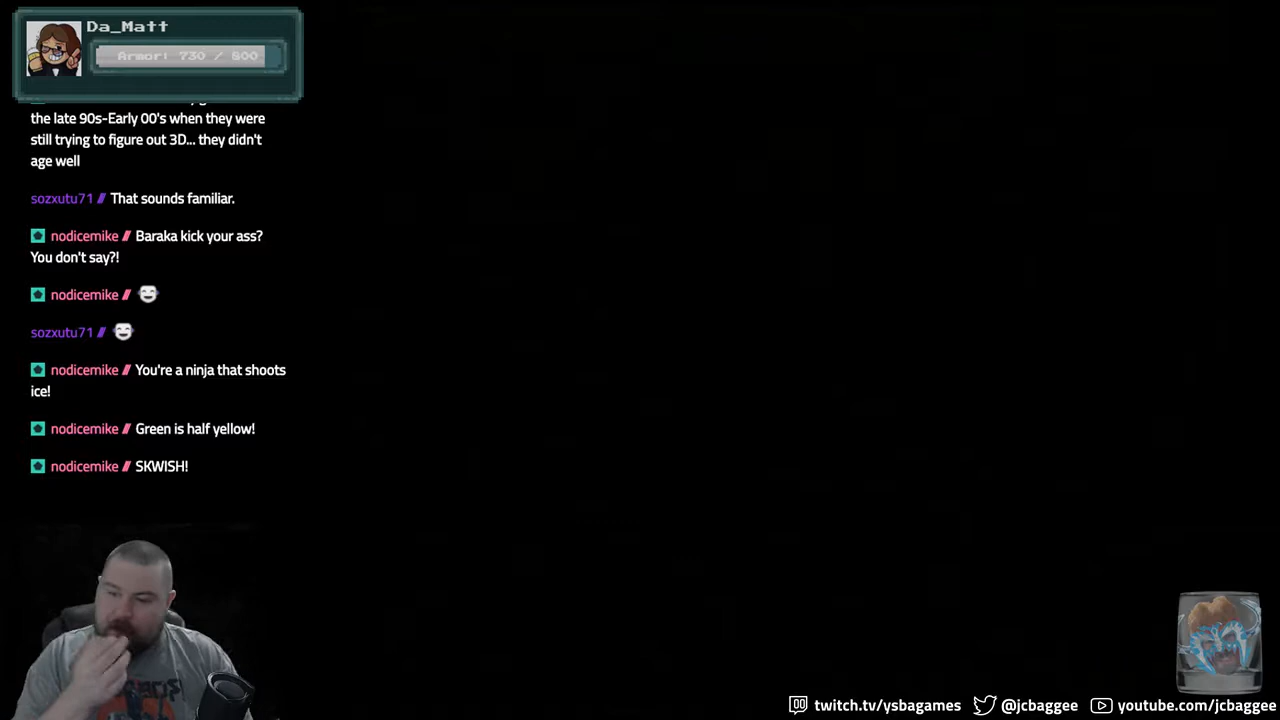 Da_Matt
Armor: 730 / 800
the late 90s-Early 00's when they were
still trying to figure out 3D... they didn't
age well
sozxutu71 // That sounds familiar.
nodicemike // Baraka kick your ass?
You don't say?!
nodicemike //
sozxutu71 //
nodicemike // You're a ninja that shoots
ice!
nodicemike // Green is half yellow!
nodicemike // SKWISH!
twitch.tv/ysbagames @jcbaggee youtube.com/jcbaggee